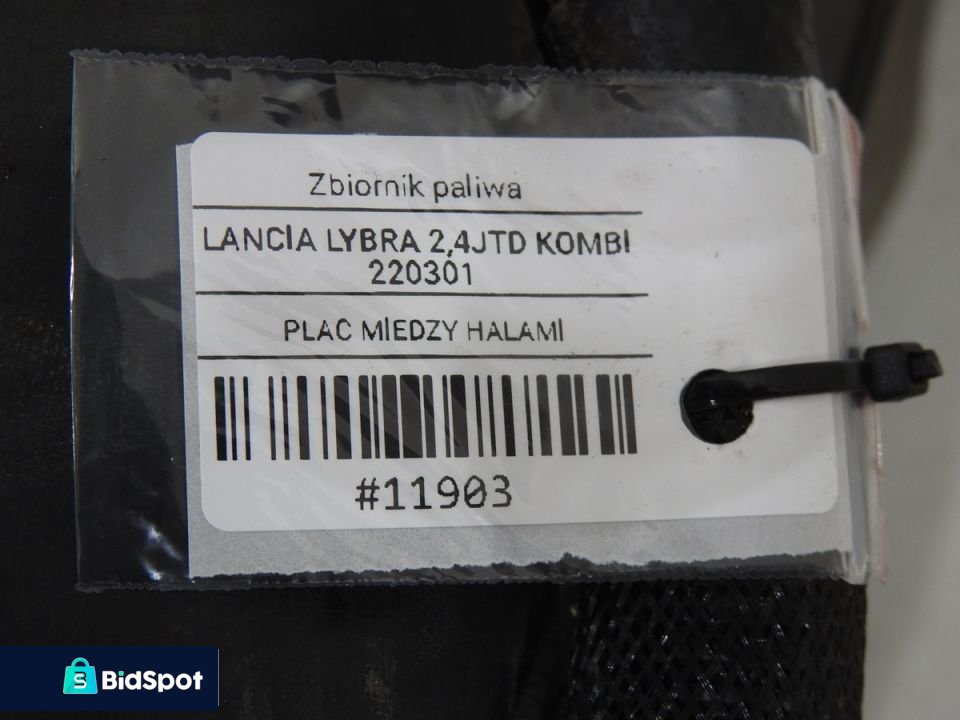 Zbiornik paliwa
LANCIA LYBRA 2,4JTD KOMBI
220301
PLAC MIEDZY HALAMI
#11903
BidSpot